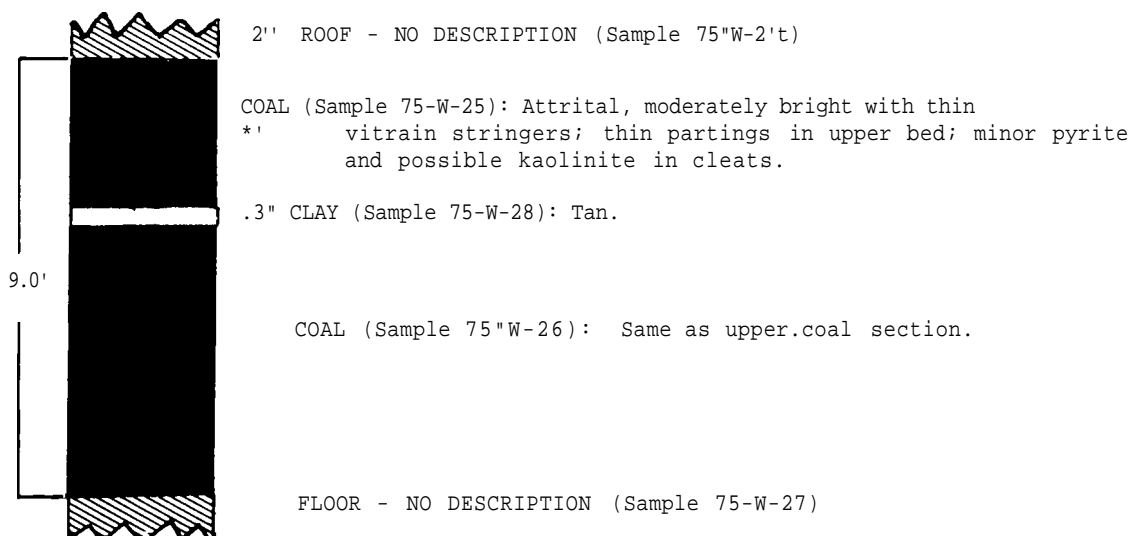 2'' ROOF - NO DESCRIPTION (Sample 75"W-2't)
COAL (Sample 75-W-25): Attrital, moderately bright with thin
*' vitrain stringers; thin partings in upper bed; minor pyrite
and possible kaolinite in cleats.
.3" CLAY (Sample 75-W-28): Tan.
9.0'
COAL (Sample 75"W-26): Same as upper.coal section.
FLOOR - NO DESCRIPTION (Sample 75-W-27)